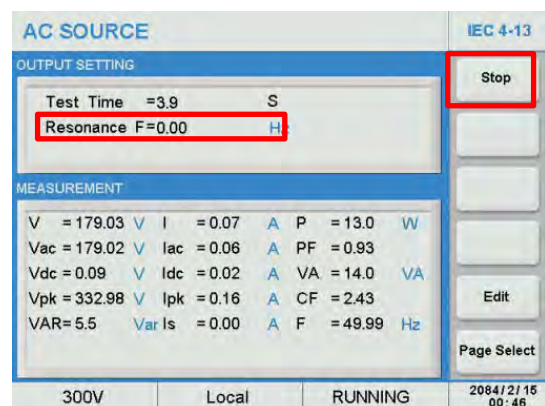 AC SOURCE
IEC 4-13
OUTPUT SETTING
Stop
Test Time =3.9 S
Resonance F=0.00 Hz
MEASUREMENT
V = 179.03 V I = 0.07 A P = 13.0 W
Vac = 179.02 V Iac = 0.06 A PF = 0.93
Vdc = 0.09 V Idc = 0.02 A VA = 14.0 VA
Vpk = 332.98 V Ipk = 0.16 A CF = 2.43
VAR= 5.5 Var Is = 0.00 A F = 49.99 Hz
Edit
Page Select
300V Local RUNNING
2084/2/15
00:46